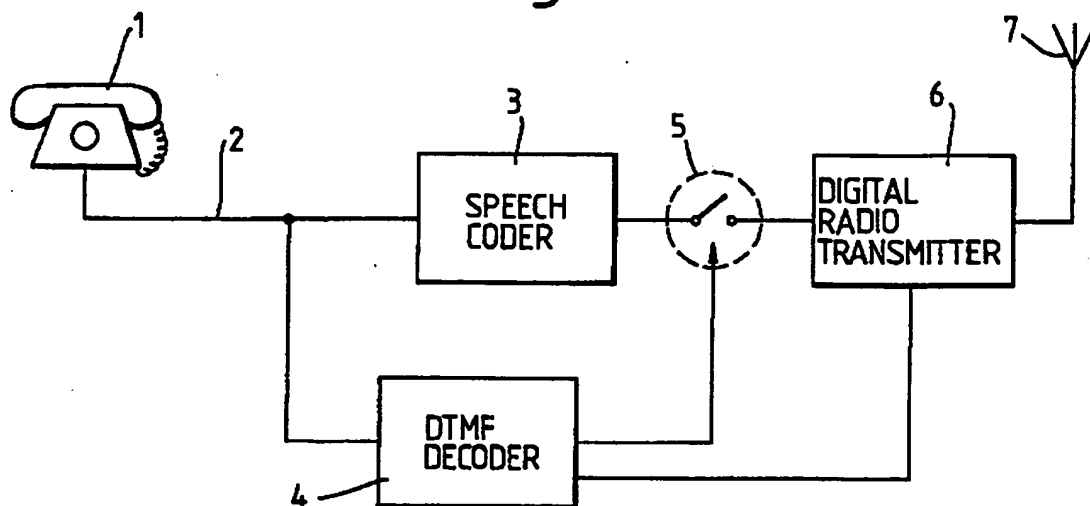 1
2
3
SPEECH
CODER
5
6
DIGITAL
RADIO
TRANSMITTER
7
DTMF
DECODER
4